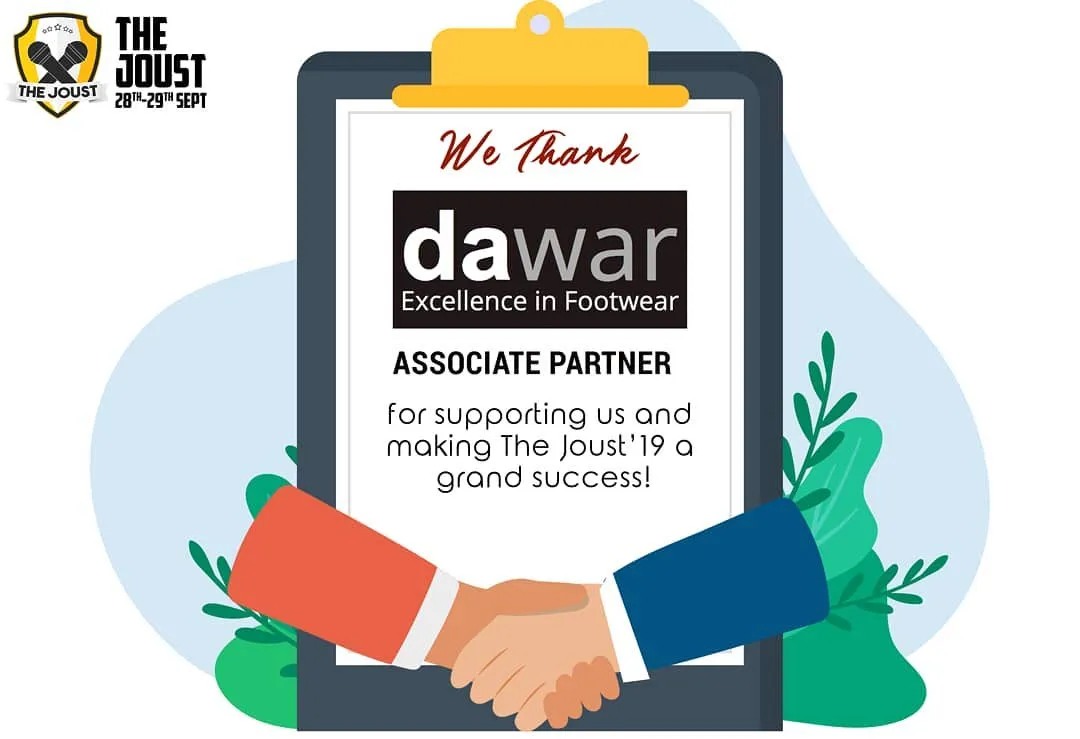 THE JOUST
THE
JOUST
28TH-29TH SEPT
We Thank
dawar
Excellence in Footwear
ASSOCIATE PARTNER
for supporting us and
making The Joust'19 a
grand success!